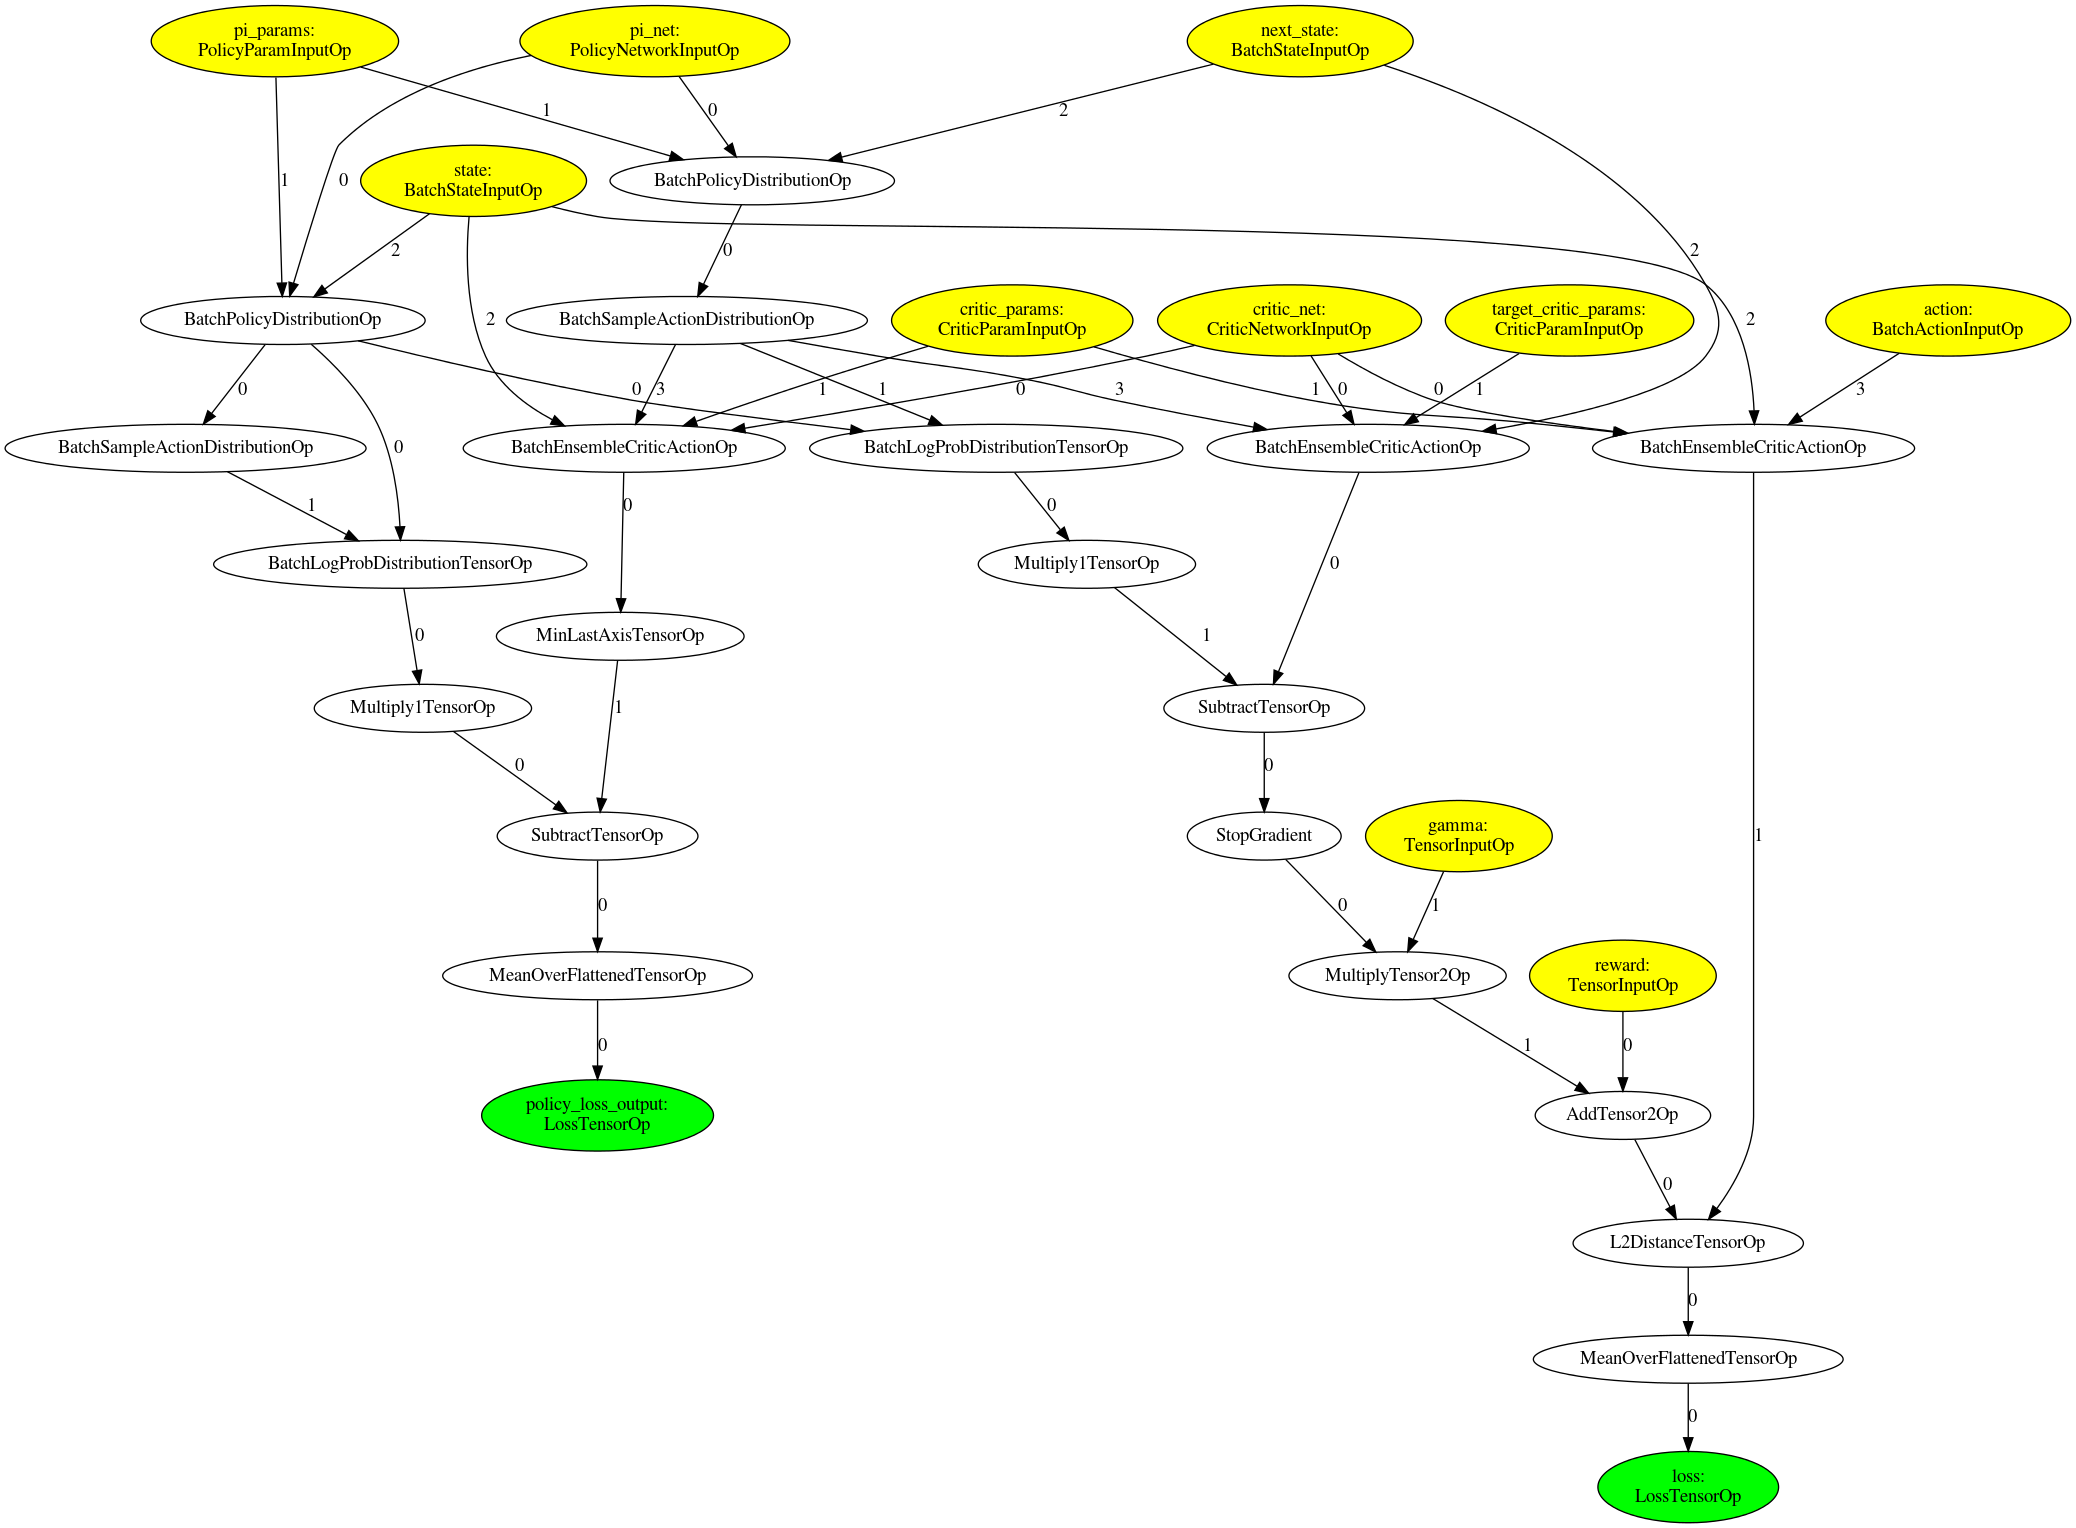 pi_params:
PolicyParamInputOp
pi_net:
PolicyNetworkInputOp
next_state:
BatchStateInputOp
1
0
2
state:
BatchStateInputOp
1
0
BatchPolicyDistributionOp
2
0
2
BatchPolicyDistributionOp
2
BatchSampleActionDistributionOp
critic_params:
CriticParamInputOp
critic_net:
CriticNetworkInputOp
target_critic_params:
CriticParamInputOp
2
action:
BatchActionInputOp
0
0
3
1
1
0
3
1
0
1
0
3
BatchSampleActionDistributionOp
0
BatchEnsembleCriticActionOp
BatchLogProbDistributionTensorOp
BatchEnsembleCriticActionOp
BatchEnsembleCriticActionOp
1
0
0
BatchLogProbDistributionTensorOp
Multiply1TensorOp
0
0
MinLastAxisTensorOp
1
Multiply1TensorOp
1
SubtractTensorOp
0
0
SubtractTensorOp
StopGradient
gamma:
TensorInputOp
1
0
0
1
MeanOverFlattenedTensorOp
MultiplyTensor2Op
reward:
TensorInputOp
0
1
0
policy_loss_output:
LossTensorOp
AddTensor2Op
0
L2DistanceTensorOp
0
MeanOverFlattenedTensorOp
0
loss:
LossTensorOp